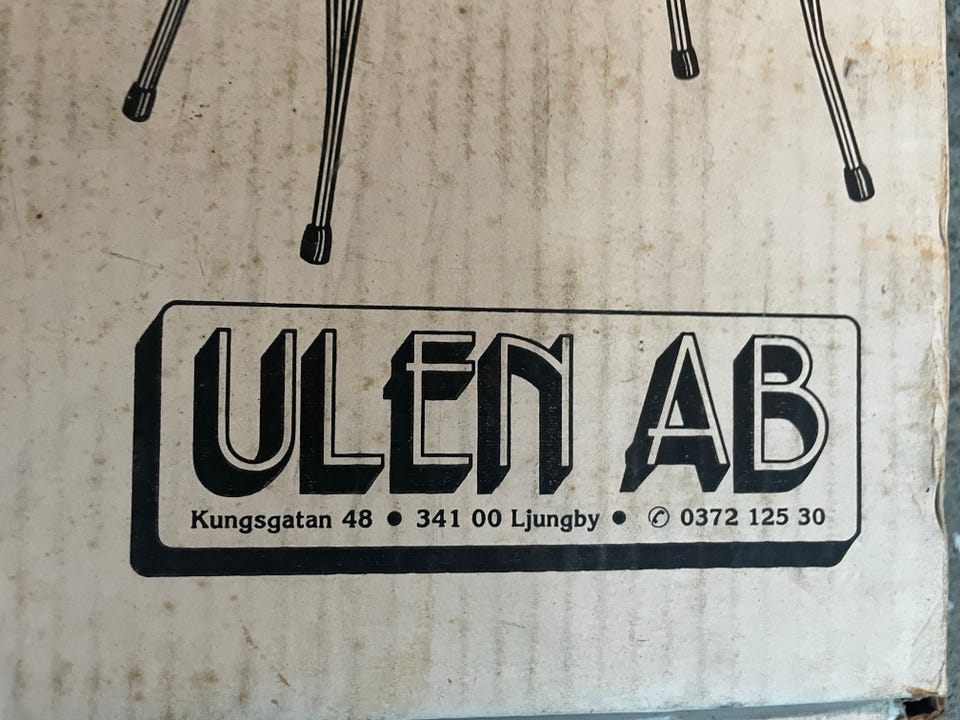 ULEN AB
Kungsgatan 48 ● 341 00 Ljungby ● ✆ 0372 125 30